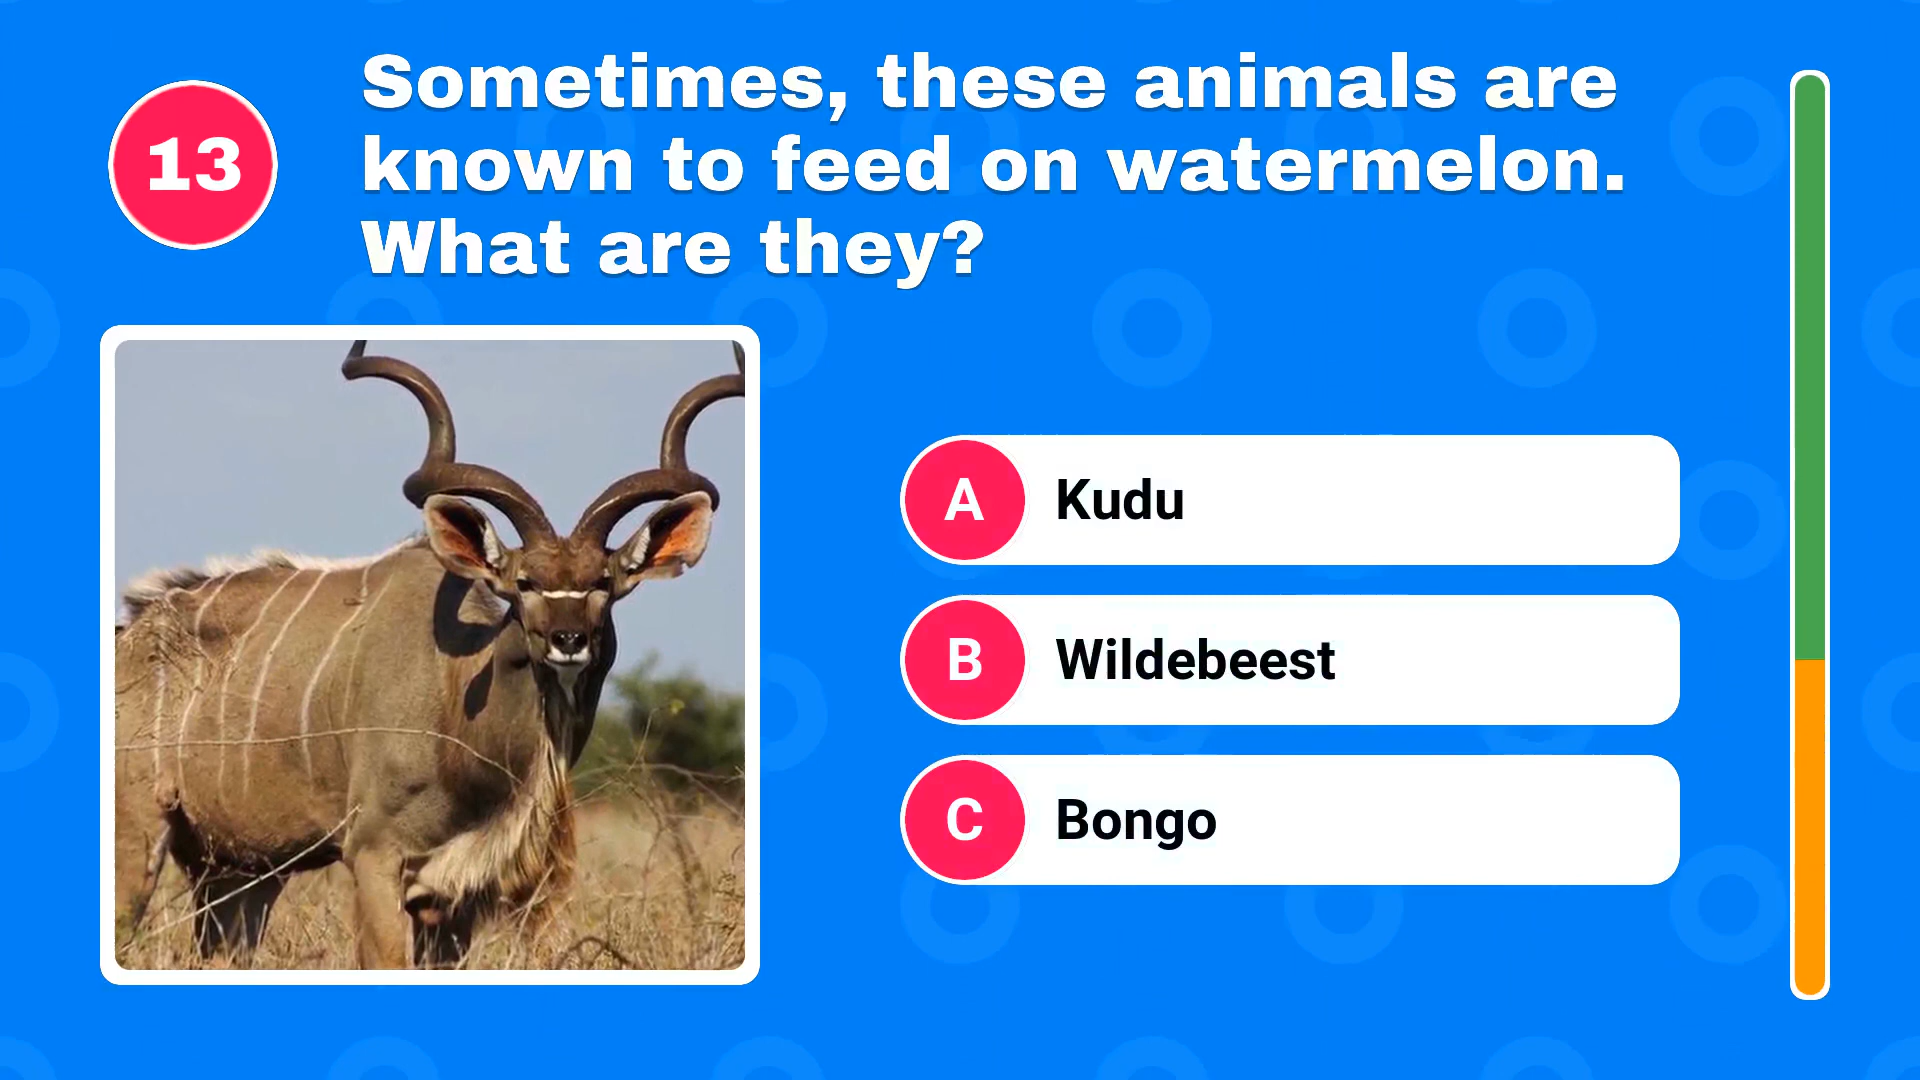 13
Sometimes, these animals are
known to feed on watermelon.
What are they?
A Kudu
B Wildebeest
C Bongo